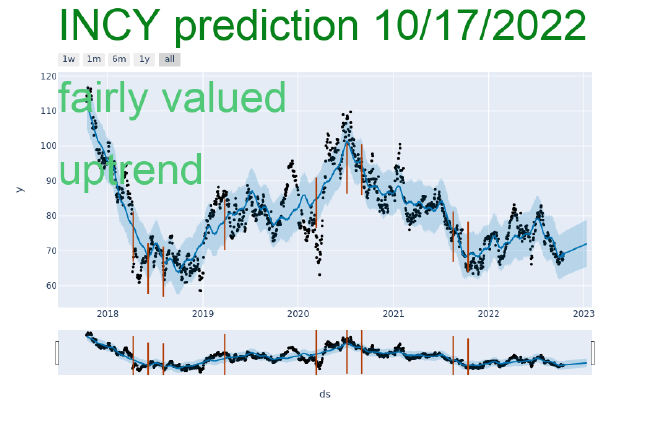 INCY prediction 10/17/2022
1w 1m 6m 1y all
fairly valued
uptrend
120
110
100
90
80
70
60
y
2018 2019 2020 2021 2022 2023
ds